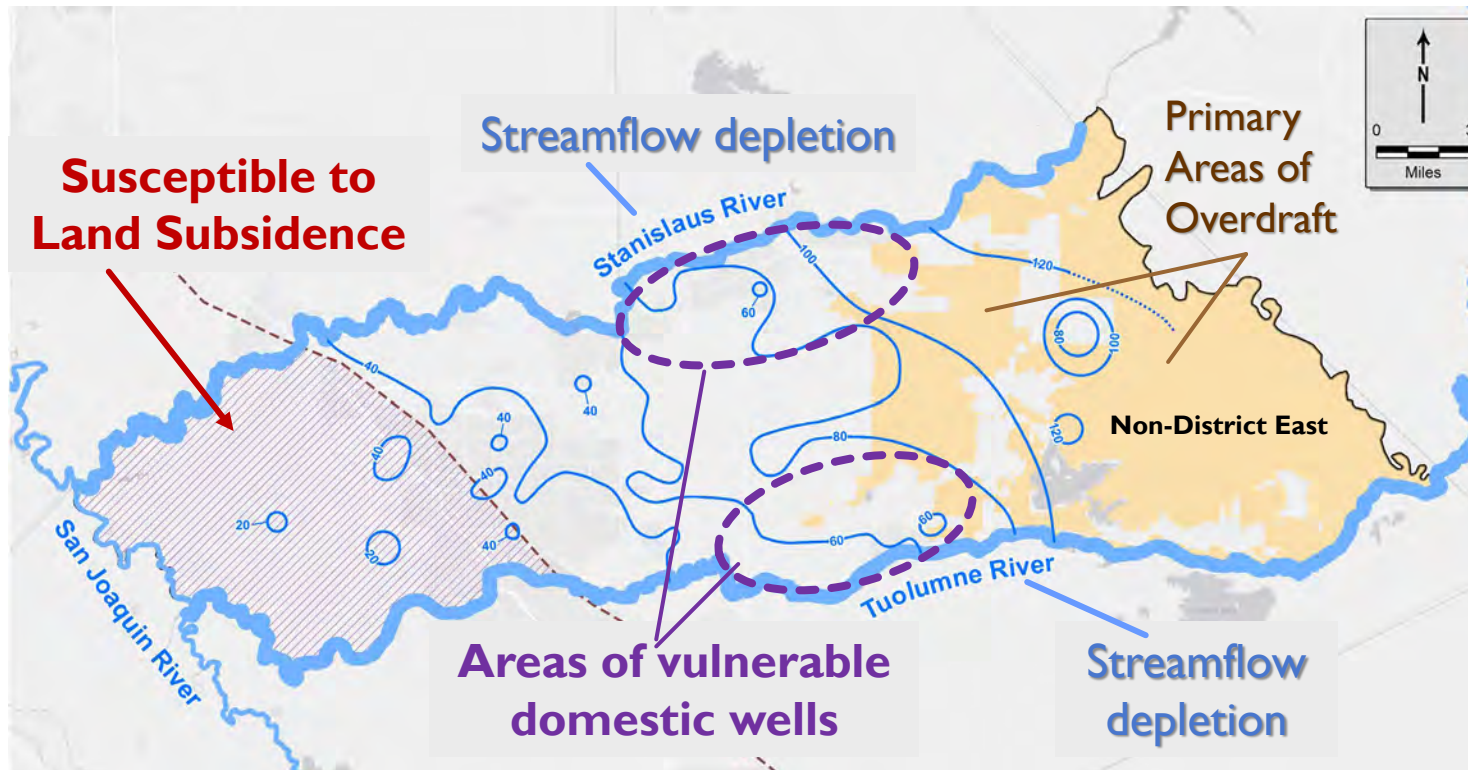 N
0
3
Miles
Streamflow depletion
Primary
Areas of
Overdraft
Susceptible to
Land Subsidence
Stanislaus River
100
120
60
80
100
40
40
40
80
120
Non-District East
40
40
20
20
40
60
60
San Joaquin River
Tuolumne River
Areas of vulnerable
domestic wells
Streamflow
depletion